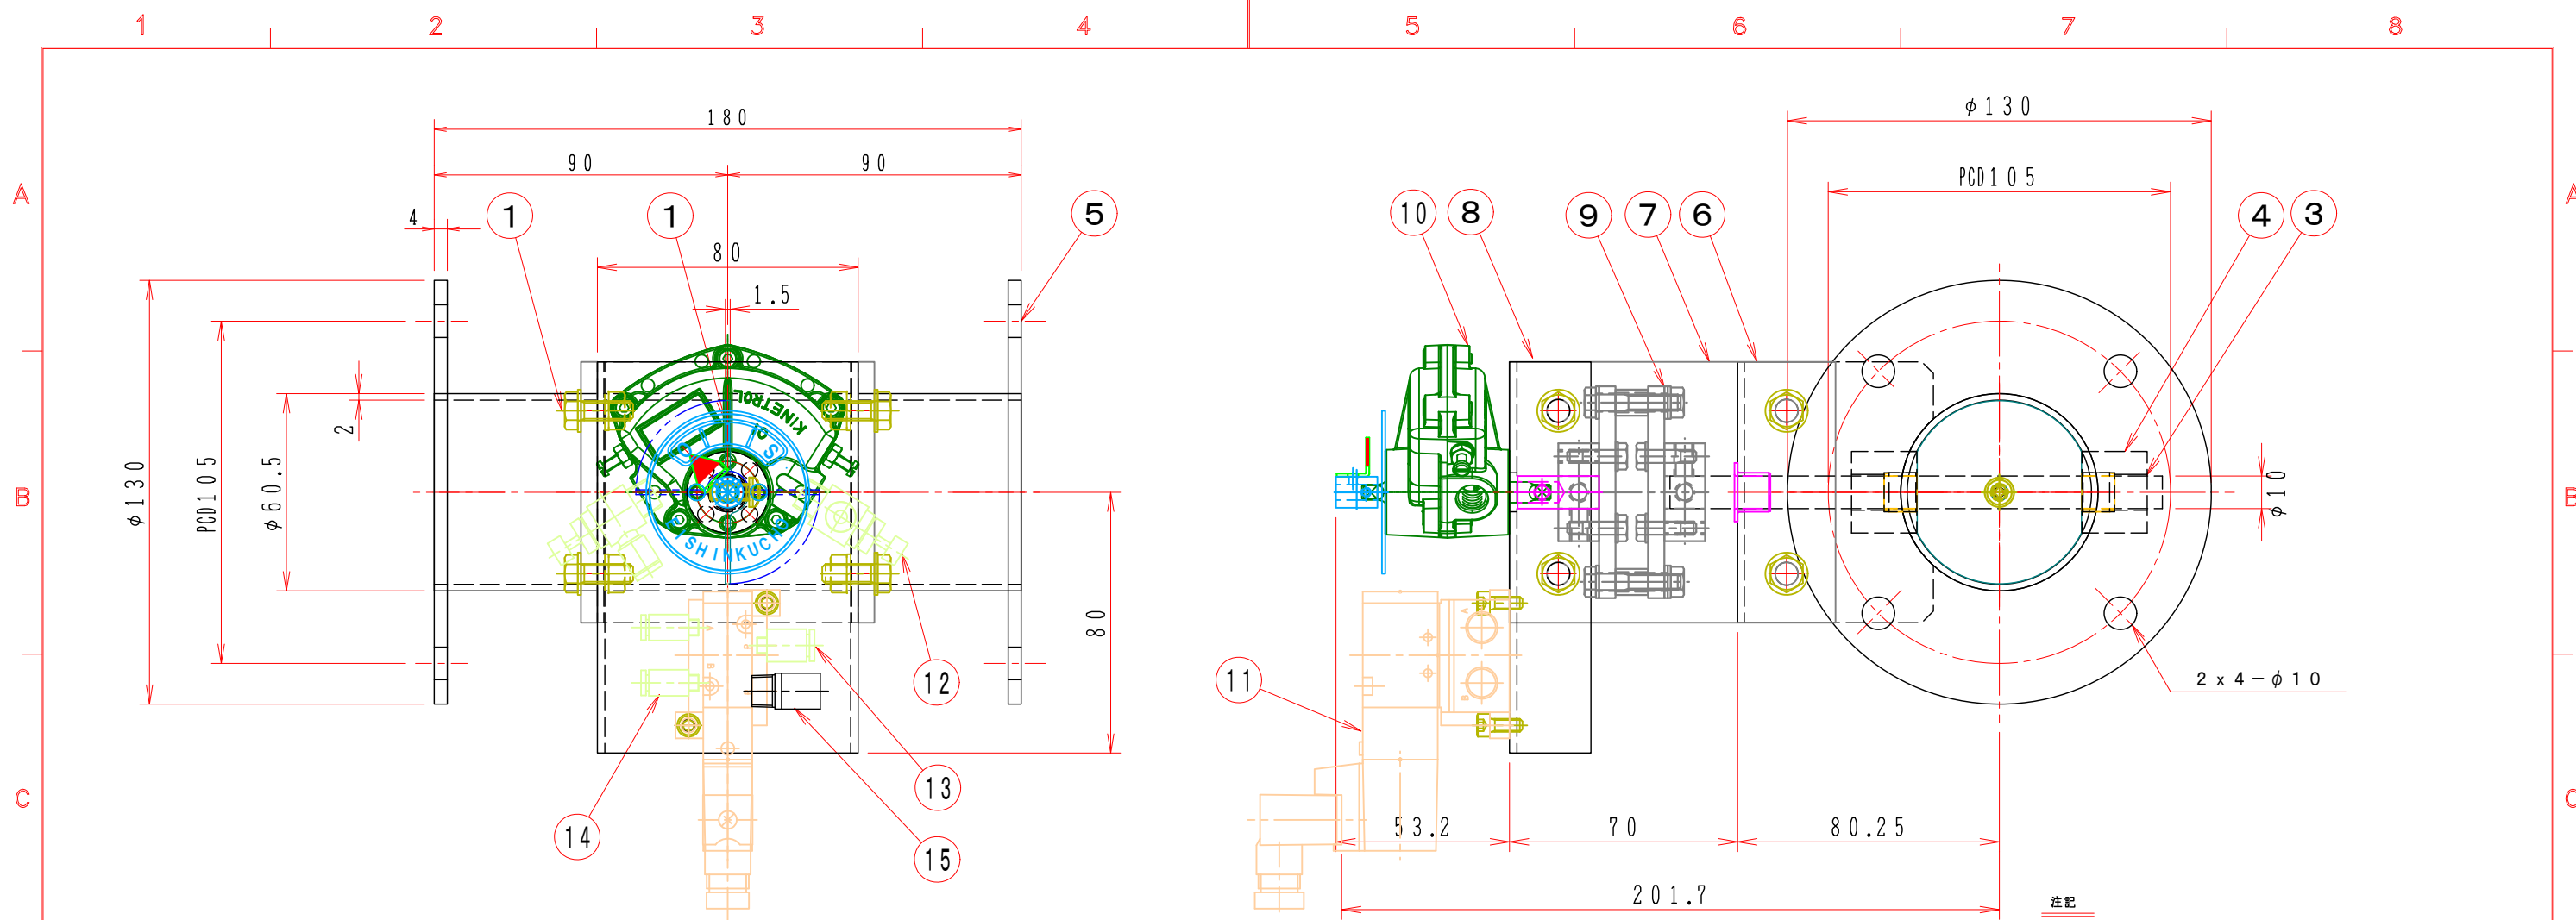 1 2 3 4 5 6 7 8
A A
B B
C C
180
90 90
4
80
1.5
2
φ130
PCD105
φ60.5
80
1 1 5
KINETROL
EISHINKUCHO
12
13
14
15
φ130
PCD105
10 8 9 7 6 4 3
φ10
11
A
B
2x4-φ10
53.2 70 80.25
201.7
注記